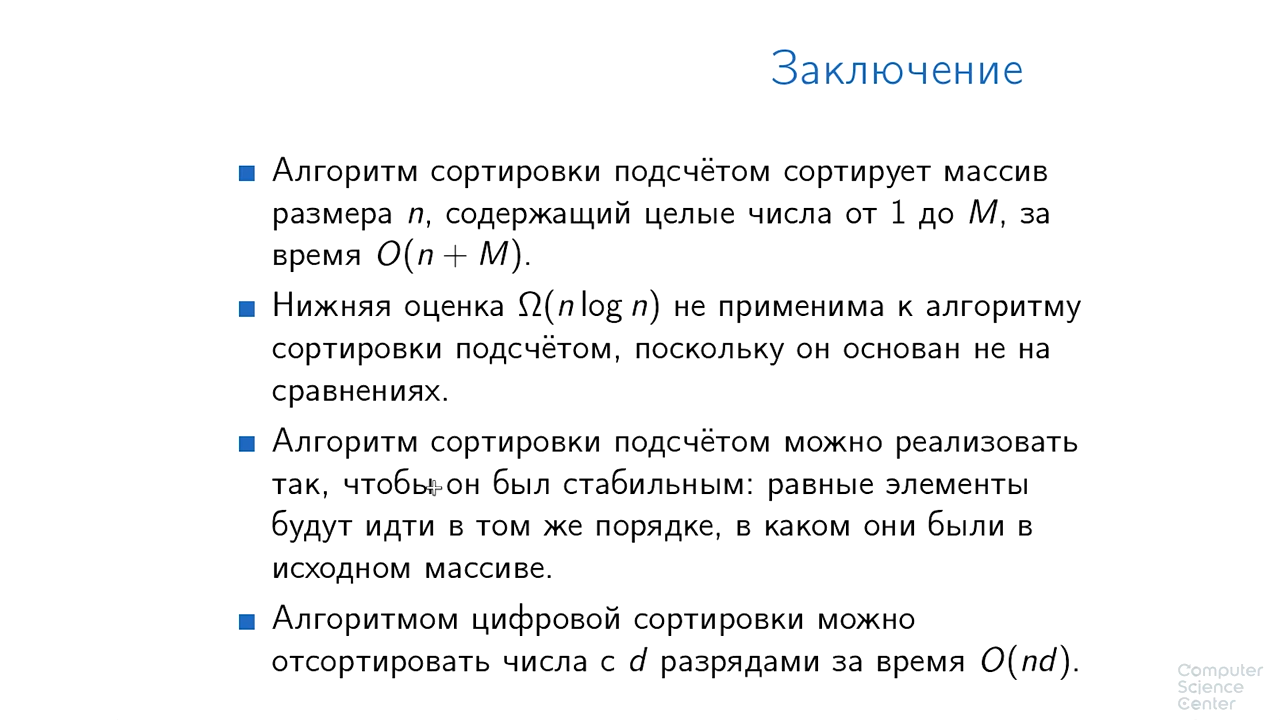 Заключение
Алгоритм сортировки подсчётом сортирует массив
размера n, содержащий целые числа от 1 до M, за
время O(n + M).
Нижняя оценка Ω(n log n) не применима к алгоритму
сортировки подсчётом, поскольку он основан не на
сравнениях.
Алгоритм сортировки подсчётом можно реализовать
так, чтобы он был стабильным: равные элементы
будут идти в том же порядке, в каком они были в
исходном массиве.
Алгоритмом цифровой сортировки можно
отсортировать числа с d разрядами за время O(nd).
Computer
Science
Center